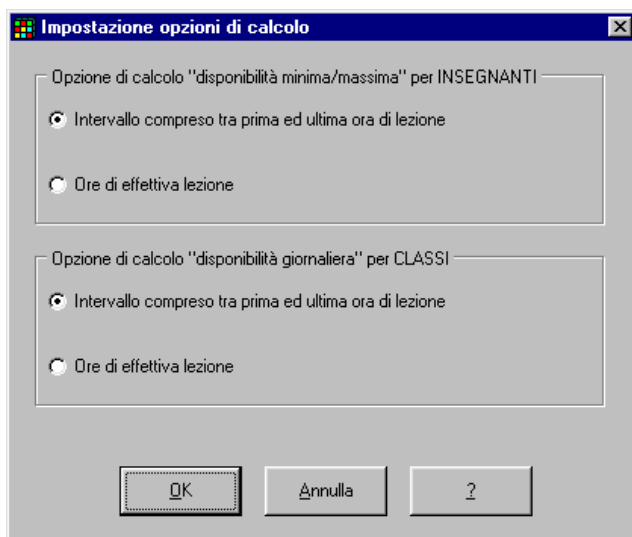 Impostazione opzioni di calcolo
Opzione di calcolo "disponibilità minima/massima" per INSEGNANTI
Intervallo compreso tra prima ed ultima ora di lezione
Ore di effettiva lezione
Opzione di calcolo "disponibilità giornaliera" per CLASSI
Intervallo compreso tra prima ed ultima ora di lezione
Ore di effettiva lezione
OK Annulla ?